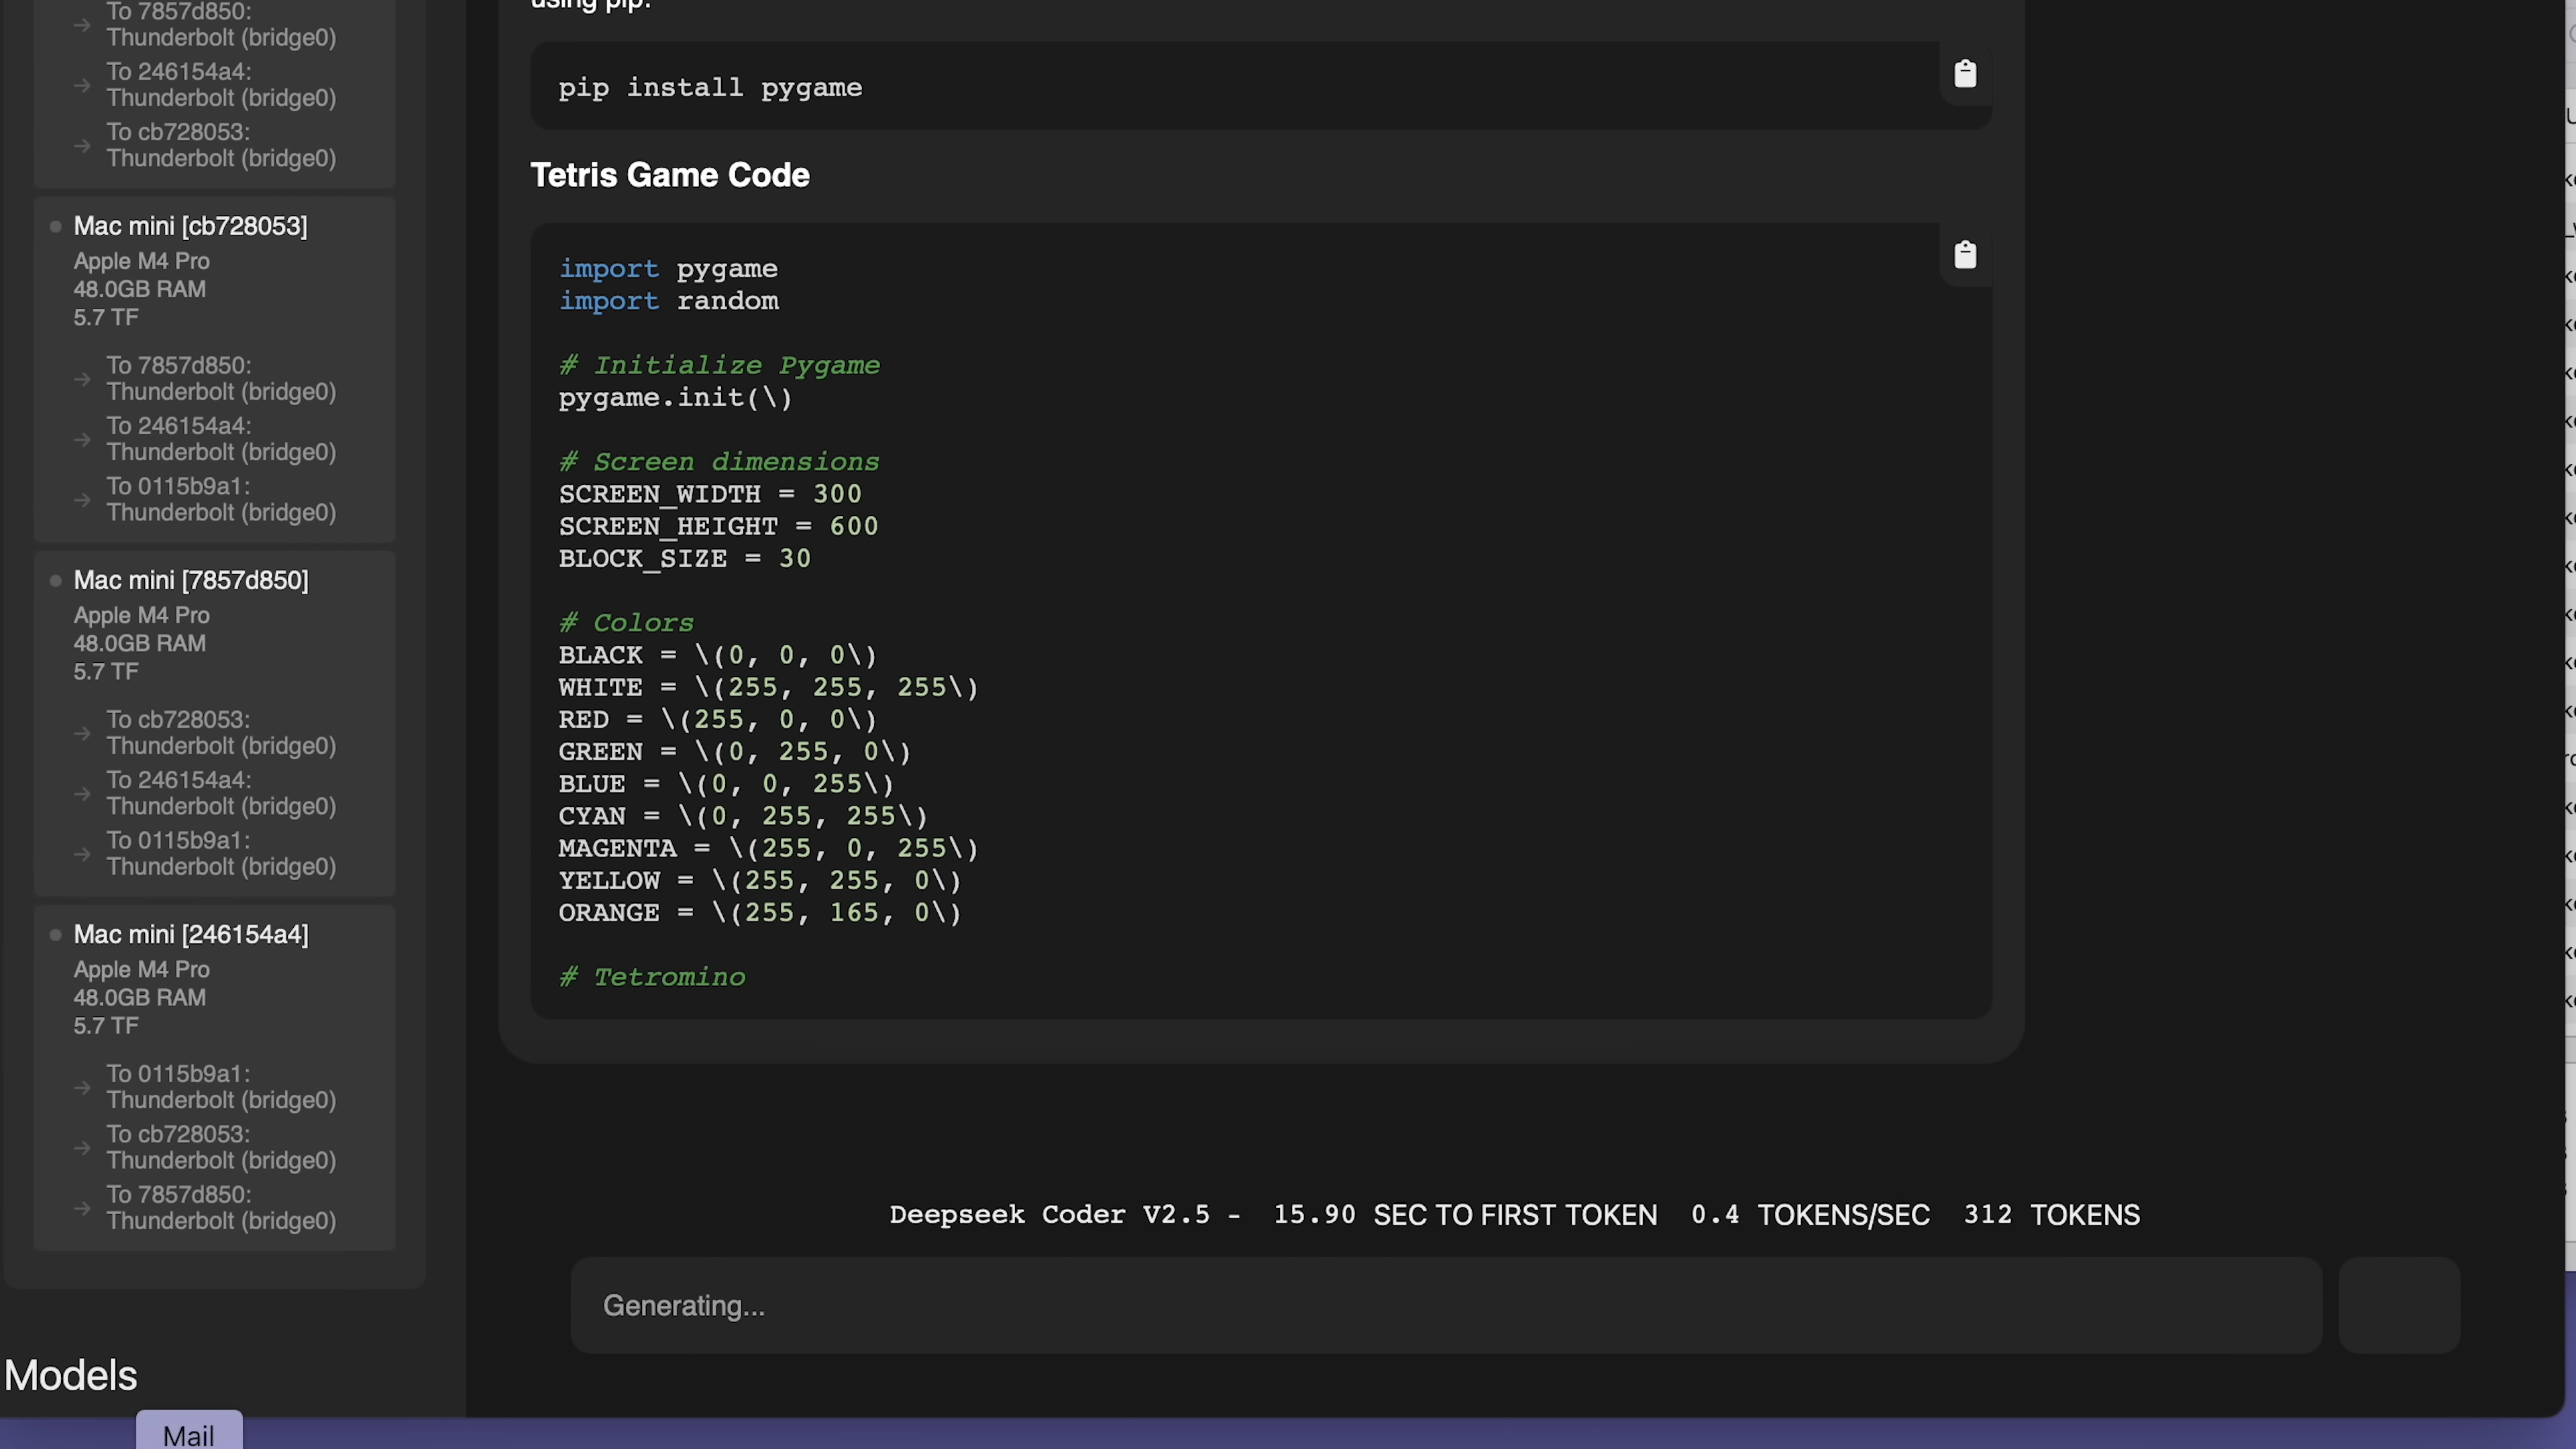 To 7857d850:
Thunderbolt (bridge0)
To 246154a4:
Thunderbolt (bridge0)
To cb728053:
Thunderbolt (bridge0)
Mac mini [cb728053]
Apple M4 Pro
48.0GB RAM
5.7 TF
To 7857d850:
Thunderbolt (bridge0)
To 246154a4:
Thunderbolt (bridge0)
To 0115b9a1:
Thunderbolt (bridge0)
Mac mini [7857d850]
Apple M4 Pro
48.0GB RAM
5.7 TF
To cb728053:
Thunderbolt (bridge0)
To 246154a4:
Thunderbolt (bridge0)
To 0115b9a1:
Thunderbolt (bridge0)
Mac mini [246154a4]
Apple M4 Pro
48.0GB RAM
5.7 TF
To 0115b9a1:
Thunderbolt (bridge0)
To cb728053:
Thunderbolt (bridge0)
To 7857d850:
Thunderbolt (bridge0)
Models
Mail
using pip:
pip install pygame
Tetris Game Code
import pygame
import random
# Initialize Pygame
pygame.init(\)
# Screen dimensions
SCREEN_WIDTH = 300
SCREEN_HEIGHT = 600
BLOCK_SIZE = 30
# Colors
BLACK = \(0, 0, 0\)
WHITE = \(255, 255, 255\)
RED = \(255, 0, 0\)
GREEN = \(0, 255, 0\)
BLUE = \(0, 0, 255\)
CYAN = \(0, 255, 255\)
MAGENTA = \(255, 0, 255\)
YELLOW = \(255, 255, 0\)
ORANGE = \(255, 165, 0\)
# Tetromino
Deepseek Coder V2.5 - 15.90 SEC TO FIRST TOKEN 0.4 TOKENS/SEC 312 TOKENS
Generating...